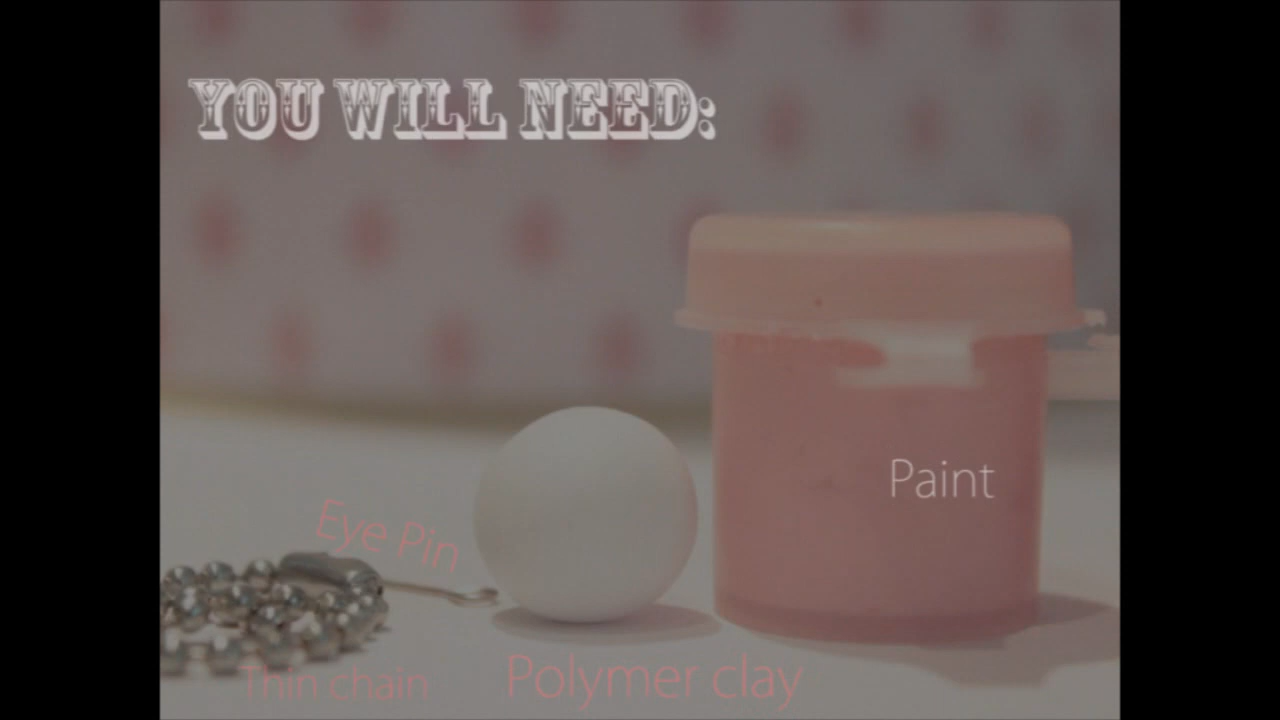 YOU WILL NEED:
Paint
Eye Pin
Thin chain
Polymer clay